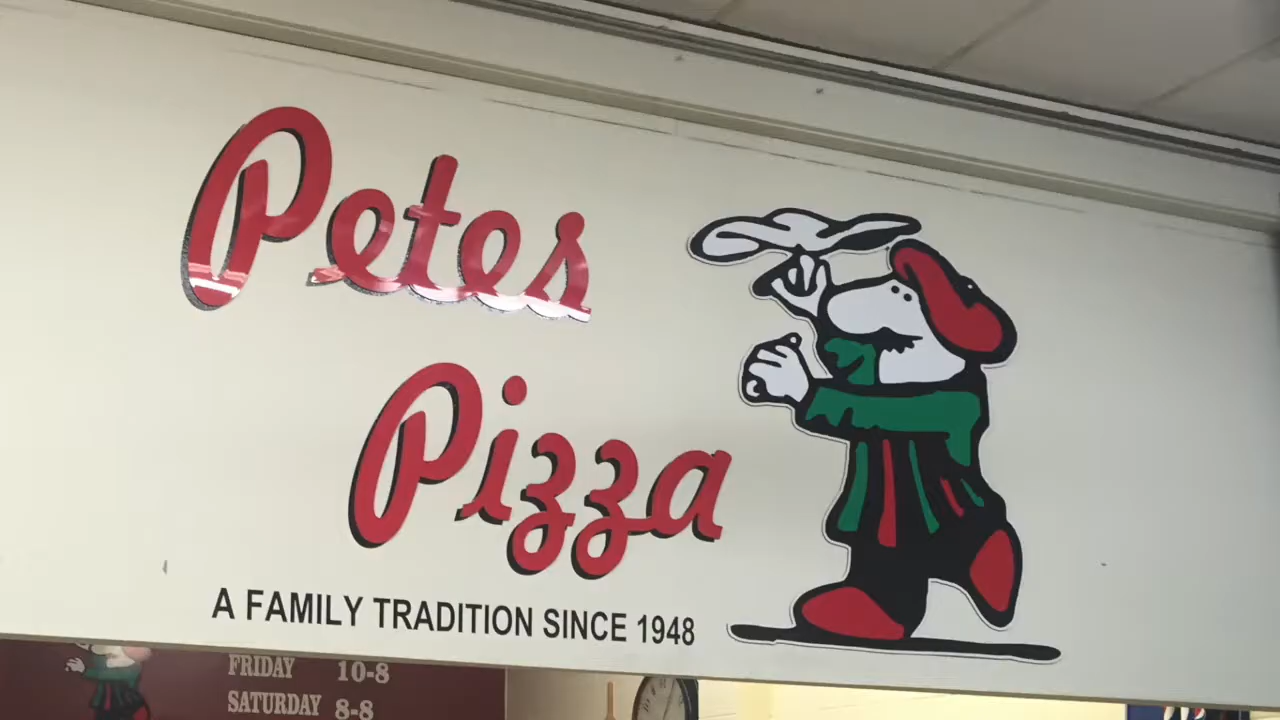 Petes
Pizza
A FAMILY TRADITION SINCE 1948
FRIDAY 10-8
SATURDAY 8-8